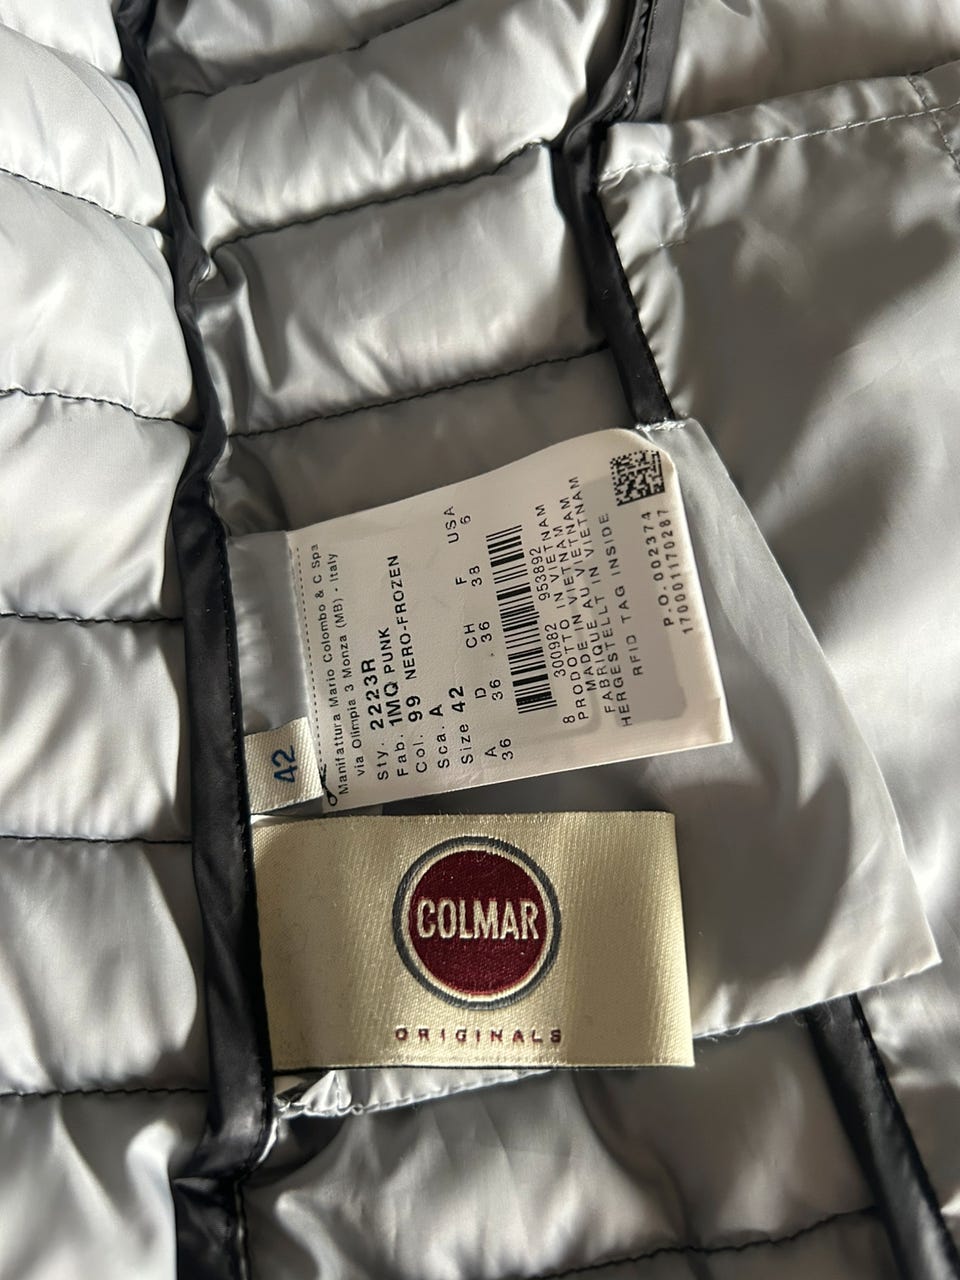 Manifattura Mario Colombo & C Spa
via Olimpia 3 Monza (MB) - Italy
Sty. 2223R
Fab. 1MQ PUNK
Col. 99 NERO-FROZEN
Sca. A
Size 42
A D CH F USA
36 36 36 38 6
8 300982 953892
PRODOTTO IN VIETNAM
MADE IN VIETNAM
FABRIQUE AU VIETNAM
HERGESTELLT IN VIETNAM
RFID TAG INSIDE
P.O. 002374
170001170287
42
COLMAR
ORIGINALS